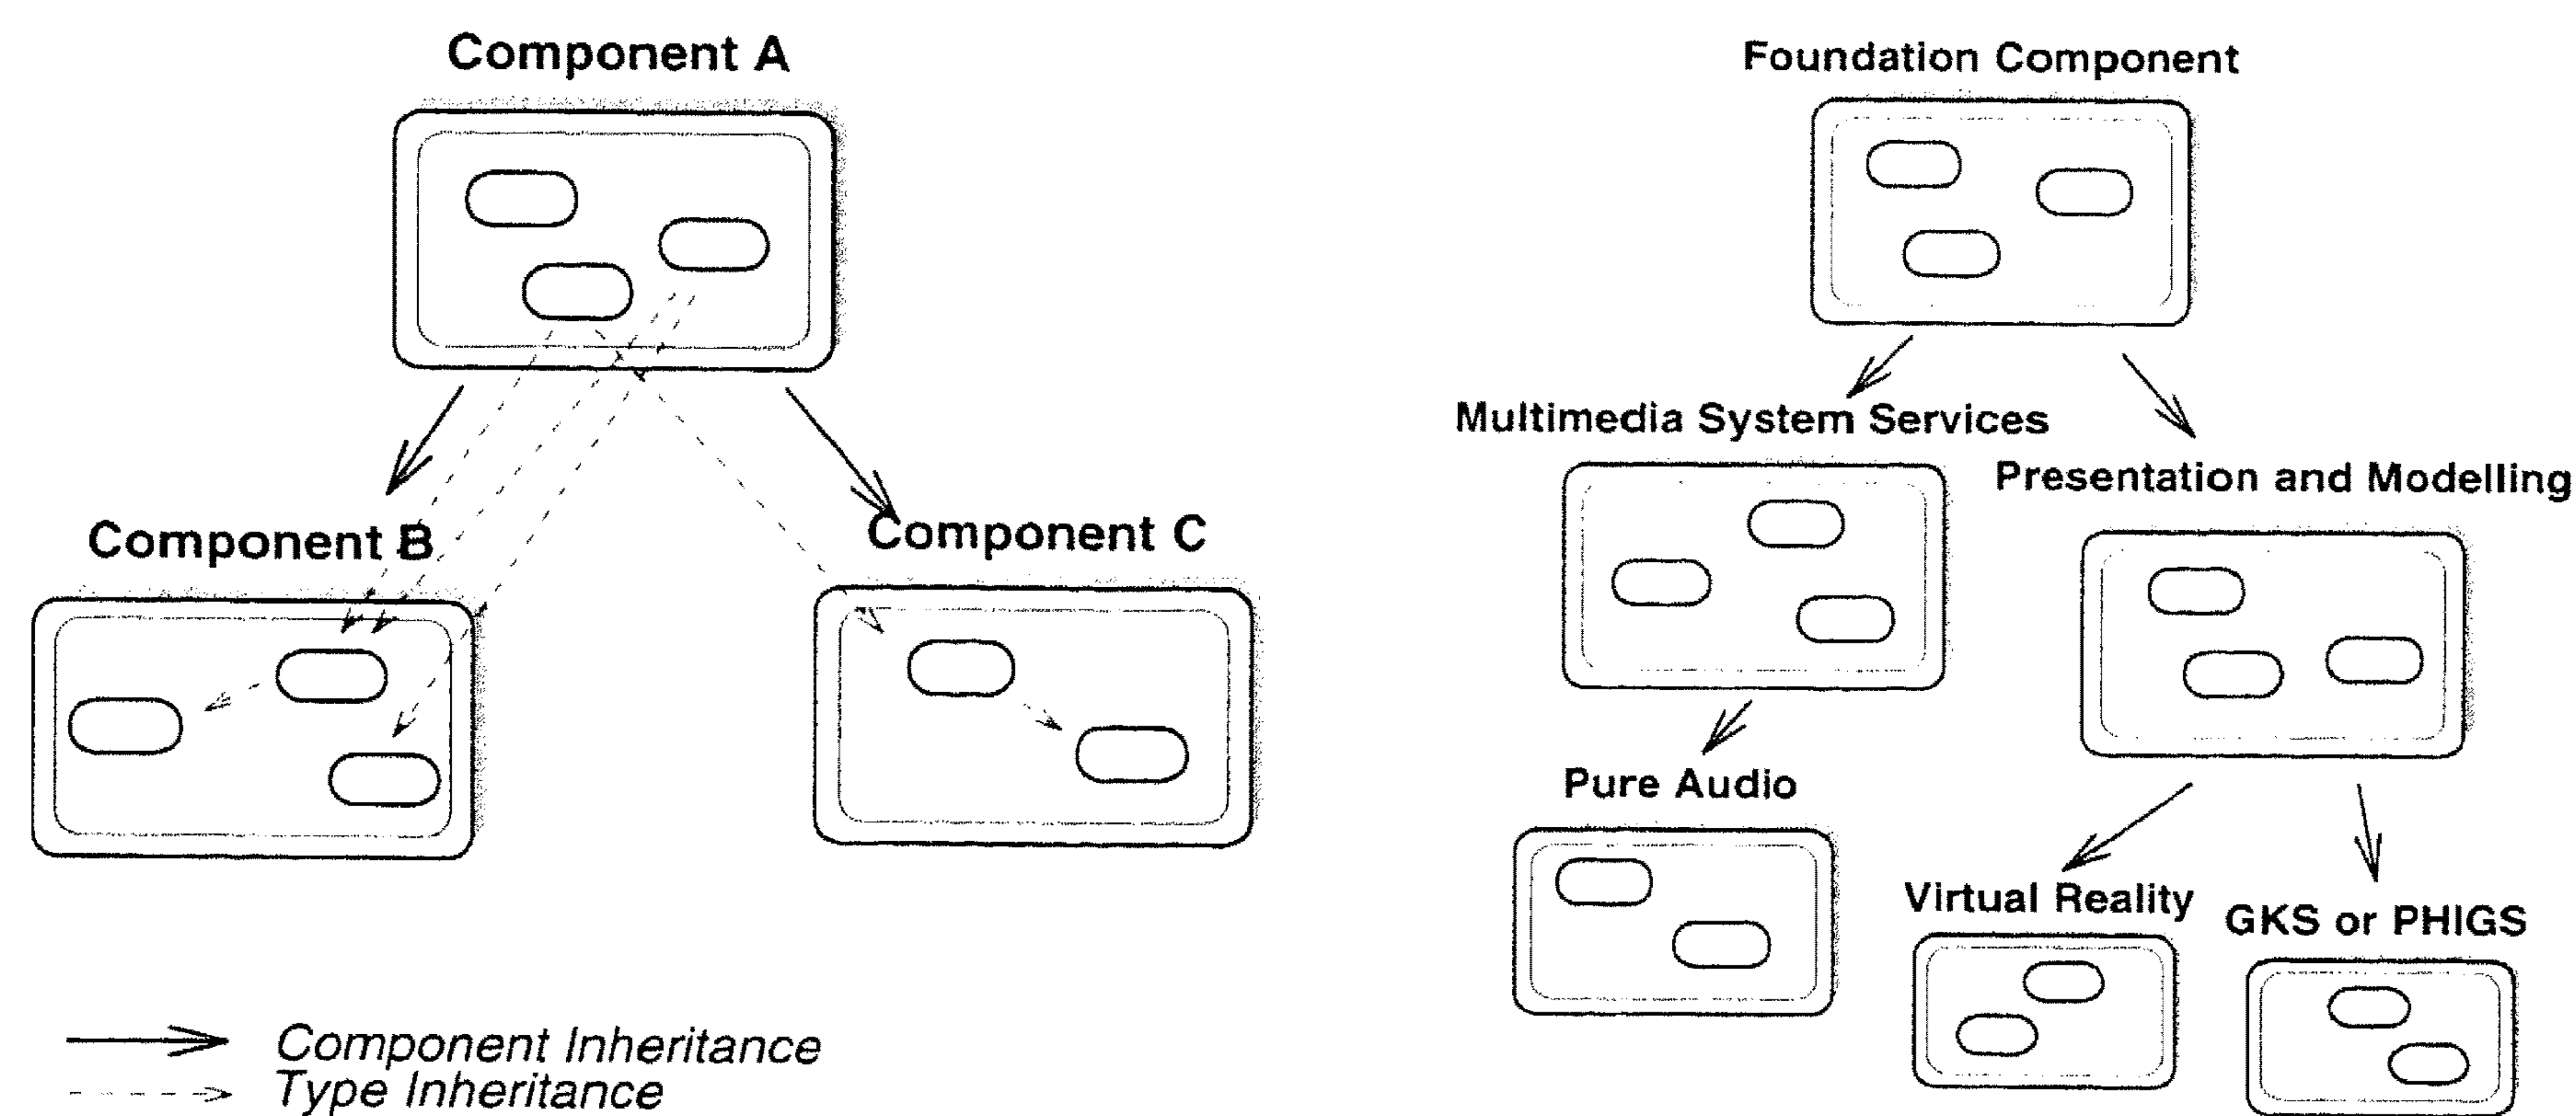 Component A
Component B
Component C
Component Inheritance
Type Inheritance
Foundation Component
Multimedia System Services
Presentation and Modelling
Pure Audio
Virtual Reality
GKS or PHIGS